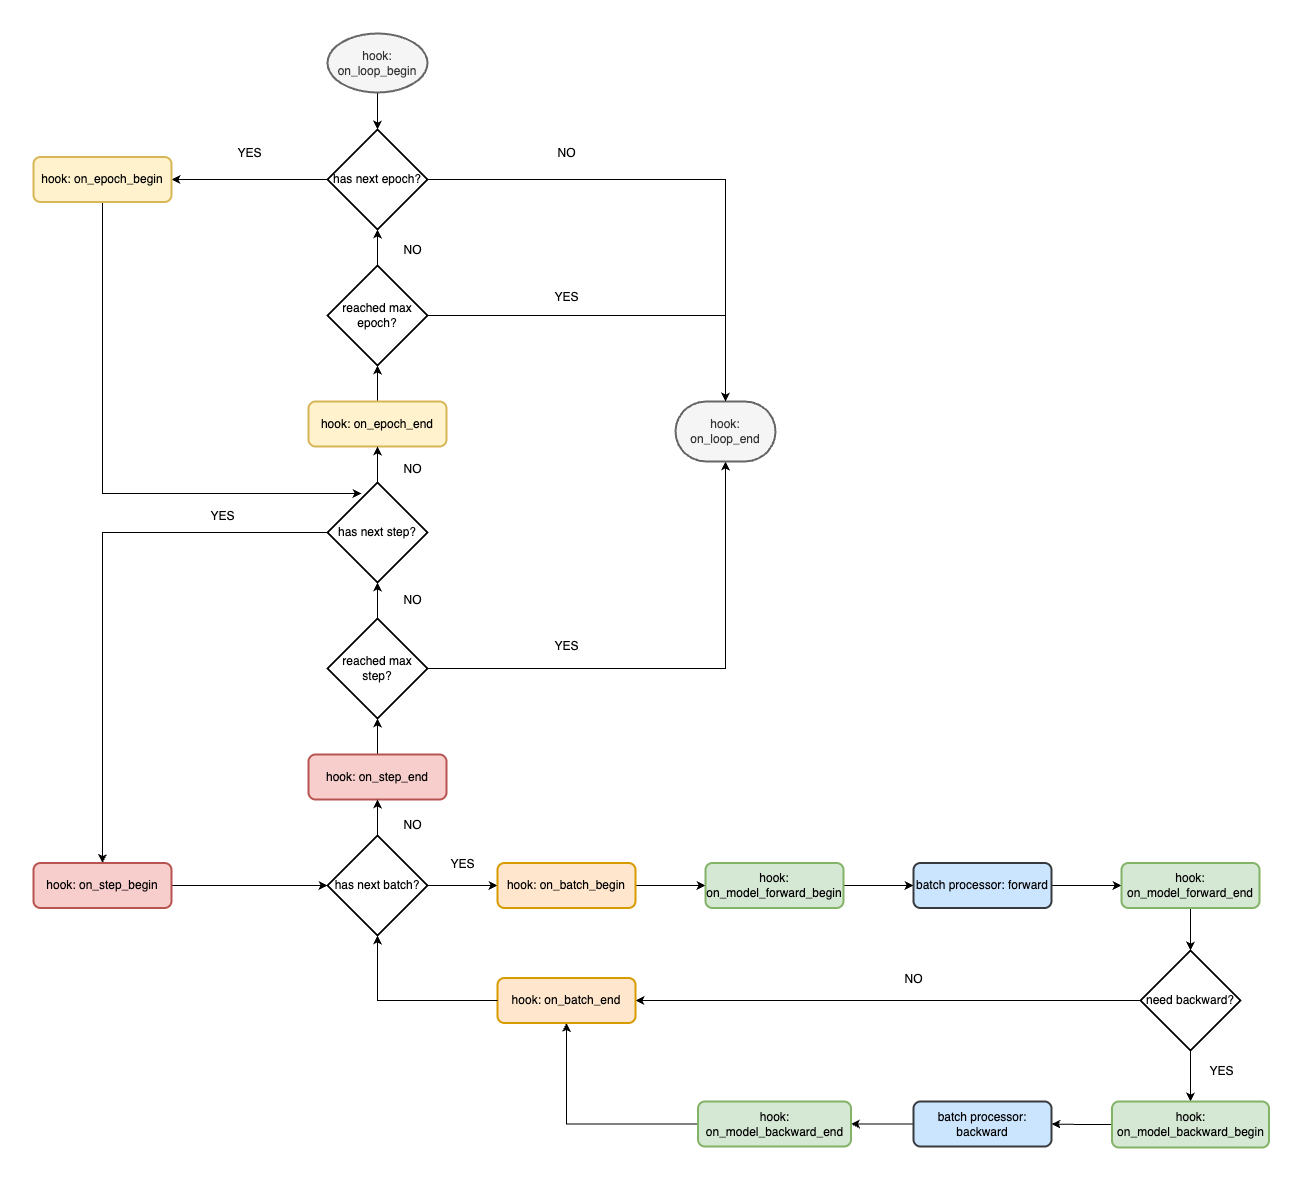 hook:
on_loop_begin
YES
NO
hook: on_epoch_begin
has next epoch?
NO
reached max
epoch?
YES
hook: on_epoch_end
hook:
on_loop_end
NO
YES
has next step?
NO
reached max
step?
YES
hook: on_step_end
NO
hook: on_step_begin
has next batch?
YES
hook: on_batch_begin
hook:
on_model_forward_begin
batch processor: forward
hook:
on_model_forward_end
NO
hook: on_batch_end
need backward?
YES
hook:
on_model_backward_end
batch processor:
backward
hook:
on_model_backward_begin